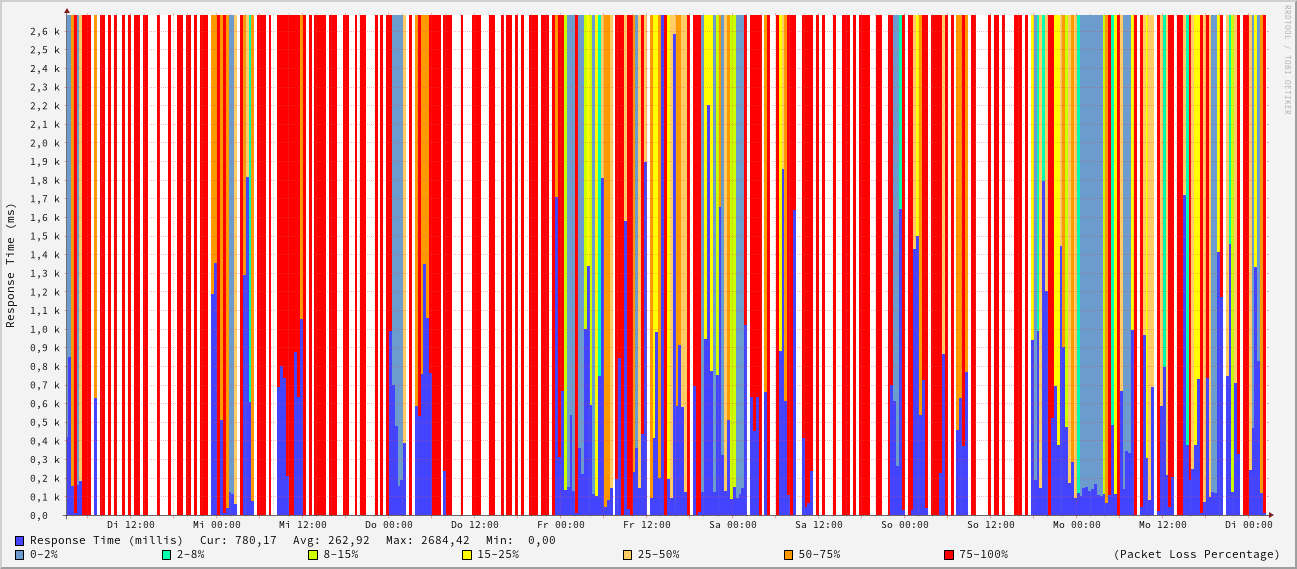 RRDTOOL / TOBI OETIKER
Response Time (ms)
2,6 k
2,5 k
2,4 k
2,3 k
2,2 k
2,1 k
2,0 k
1,9 k
1,8 k
1,7 k
1,6 k
1,5 k
1,4 k
1,3 k
1,2 k
1,1 k
1,0 k
0,9 k
0,8 k
0,7 k
0,6 k
0,5 k
0,4 k
0,3 k
0,2 k
0,1 k
0,0
Di 12:00 Mi 00:00 Mi 12:00 Do 00:00 Do 12:00 Fr 00:00 Fr 12:00 Sa 00:00 Sa 12:00 So 00:00 So 12:00 Mo 00:00 Mo 12:00 Di 00:00
Response Time (millis) Cur: 780,17 Avg: 262,92 Max: 2684,42 Min: 0,00
0-2% 2-8% 8-15% 15-25% 25-50% 50-75% 75-100% (Packet Loss Percentage)